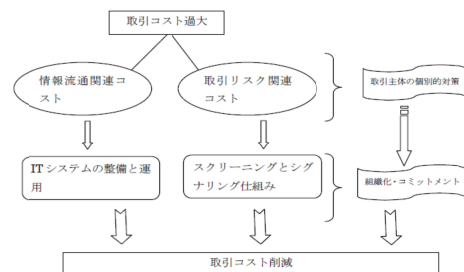 取引コスト過大
情報流通関連コ
スト
取引リスク関連
コスト
取引主体の個別的対策
ITシステムの整備と運
用
スクリーニングとシグ
ナリング仕組み
組織化・コミットメント
取引コスト削減